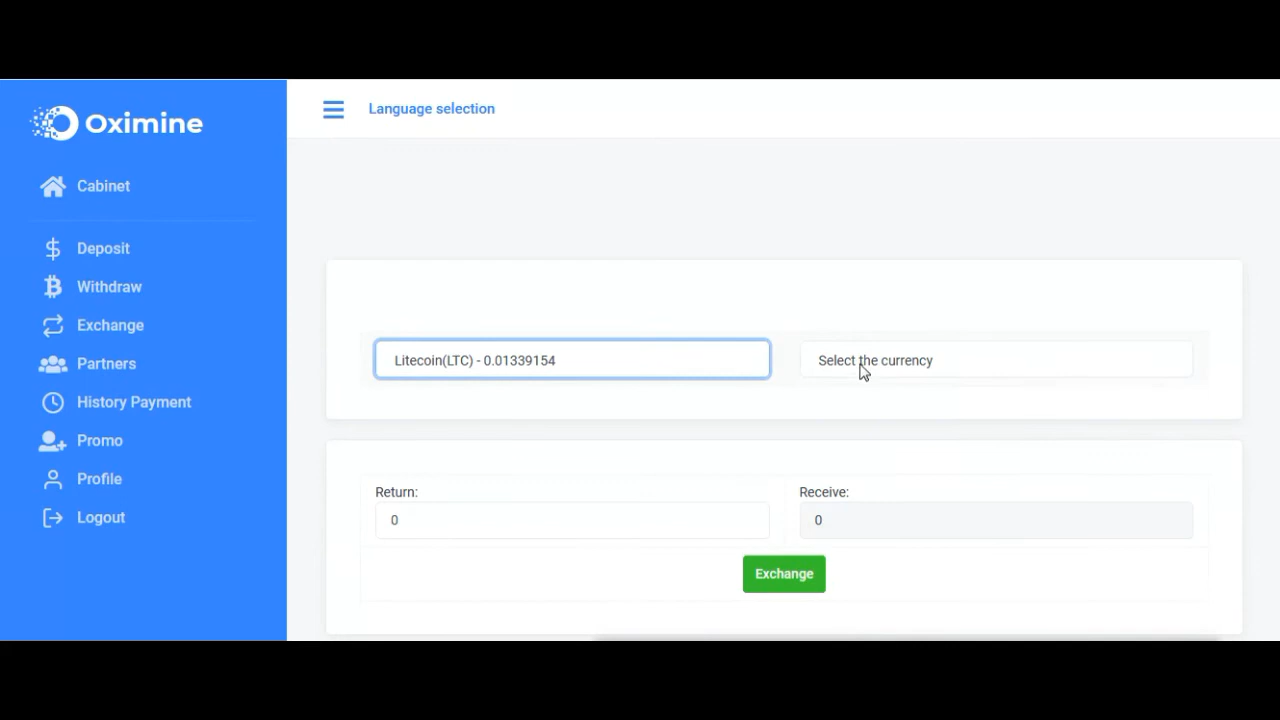 Oximine
Language selection
Cabinet
Deposit
Withdraw
Exchange
Partners
History Payment
Promo
Profile
Logout
Litecoin(LTC) - 0.01339154
Select the currency
Return:
Receive:
0
0
Exchange